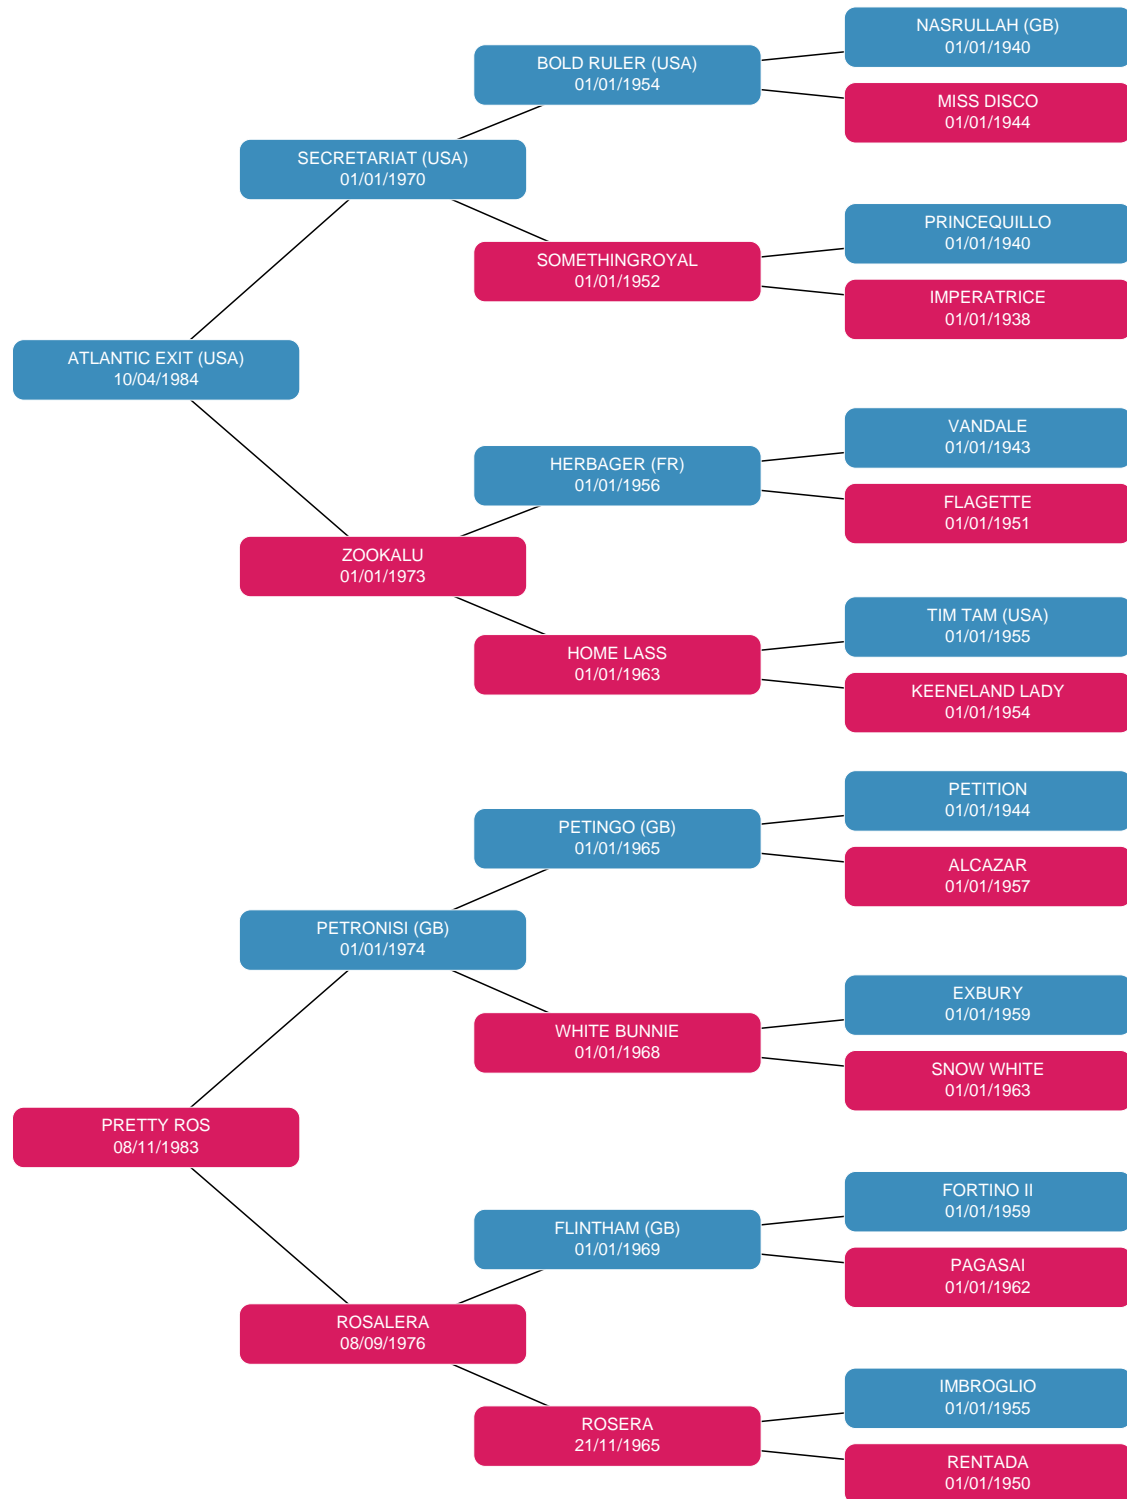 NASRULLAH (GB)
01/01/1940
BOLD RULER (USA)
01/01/1954
MISS DISCO
01/01/1944
SECRETARIAT (USA)
01/01/1970
PRINCEQUILLO
01/01/1940
SOMETHINGROYAL
01/01/1952
IMPERATRICE
01/01/1938
ATLANTIC EXIT (USA)
10/04/1984
VANDALE
01/01/1943
HERBAGER (FR)
01/01/1956
FLAGETTE
01/01/1951
ZOOKALU
01/01/1973
TIM TAM (USA)
01/01/1955
HOME LASS
01/01/1963
KEENELAND LADY
01/01/1954
PETITION
01/01/1944
PETINGO (GB)
01/01/1965
ALCAZAR
01/01/1957
PETRONISI (GB)
01/01/1974
EXBURY
01/01/1959
WHITE BUNNIE
01/01/1968
SNOW WHITE
01/01/1963
PRETTY ROS
08/11/1983
FORTINO II
01/01/1959
FLINTHAM (GB)
01/01/1969
PAGASAI
01/01/1962
ROSALERA
08/09/1976
IMBROGLIO
01/01/1955
ROSERA
21/11/1965
RENTADA
01/01/1950